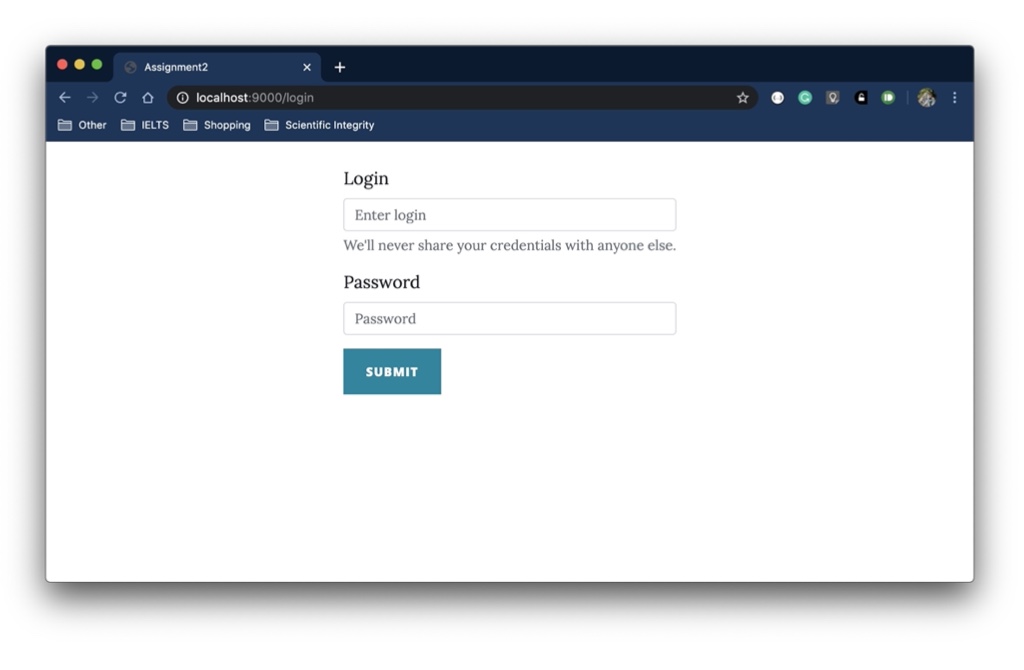 Assignment2
localhost:9000/login
Other IELTS Shopping Scientific Integrity
Login
Enter login
We'll never share your credentials with anyone else.
Password
Password
SUBMIT